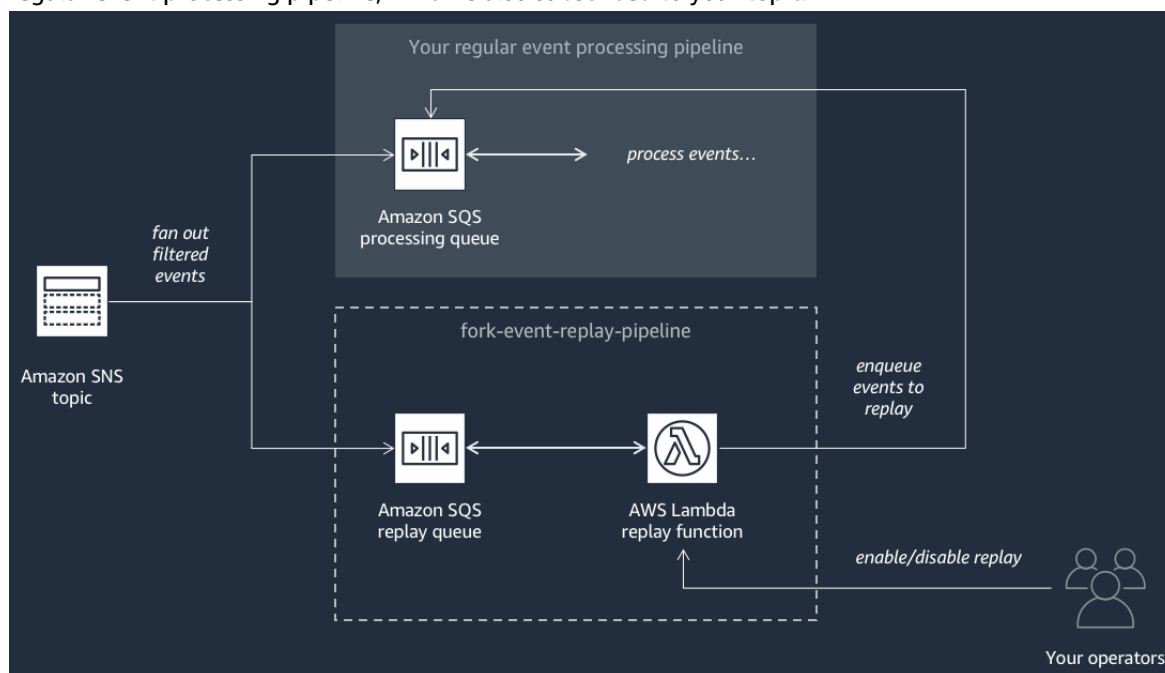 Your regular event processing pipeline
process events...
Amazon SQS
processing queue
fan out
filtered
events
Amazon SNS
topic
fork-event-replay-pipeline
enqueue
events to
replay
Amazon SQS
replay queue
AWS Lambda
replay function
enable/disable replay
Your operators